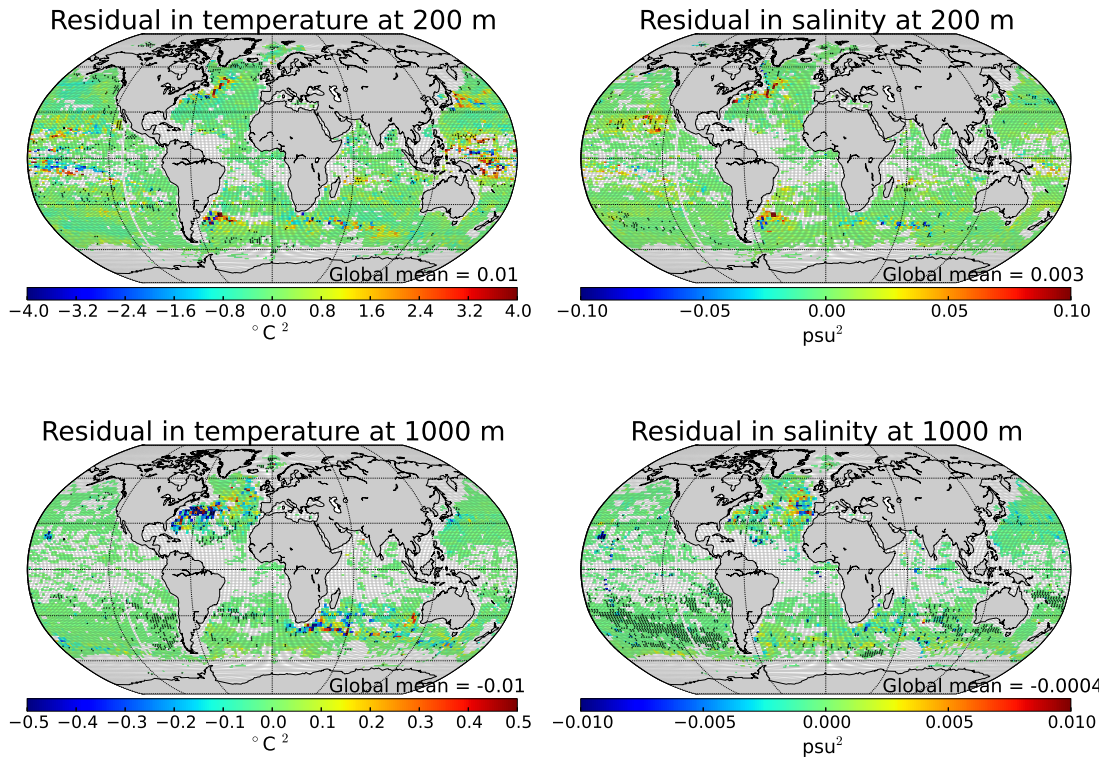 Residual in temperature at 200 m
Residual in salinity at 200 m
Global mean = 0.01
Global mean = 0.003
−4.0 −3.2 −2.4 −1.6 −0.8 0.0 0.8 1.6 2.4 3.2 4.0
−0.10 −0.05 0.00 0.05 0.10
°C ²
psu²
Residual in temperature at 1000 m
Residual in salinity at 1000 m
Global mean = -0.01
Global mean = -0.0004
−0.5 −0.4 −0.3 −0.2 −0.1 0.0 0.1 0.2 0.3 0.4 0.5
−0.010 −0.005 0.000 0.005 0.010
°C ²
psu²